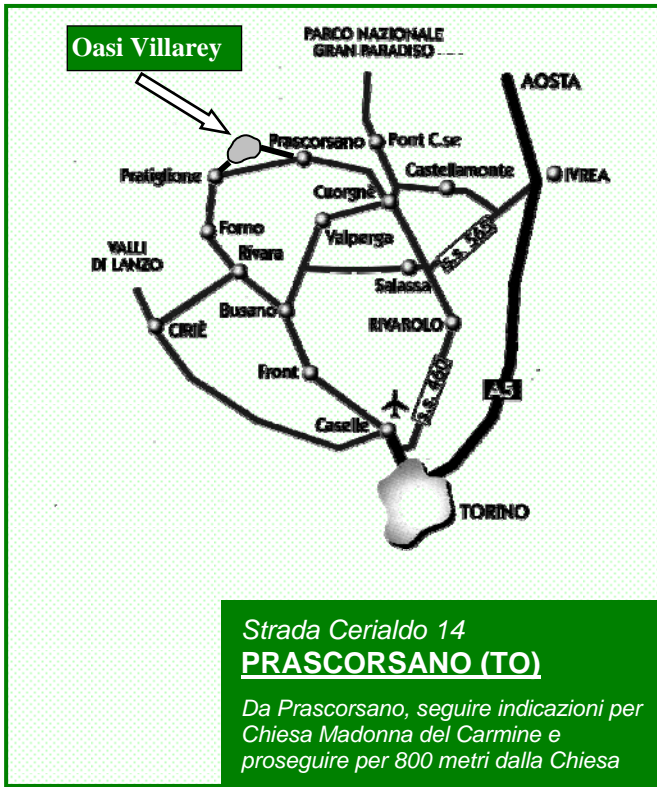 Oasi Villarey
PARCO NAZIONALE
GRAN PARADISO
AOSTA
Prascorsano
Pont C.se
Castellamonte
IVREA
Pratiglione
Cuorgnè
Forno
Valperga
S.S. 565
VALLI
DI LANZO
Rivara
Salassa
Busano
CIRIÈ
RIVAROLO
Front
S.S. 460
A5
Caselle
TORINO
Strada Cerialdo 14
PRASCORSANO (TO)
Da Prascorsano, seguire indicazioni per
Chiesa Madonna del Carmine e
proseguire per 800 metri dalla Chiesa